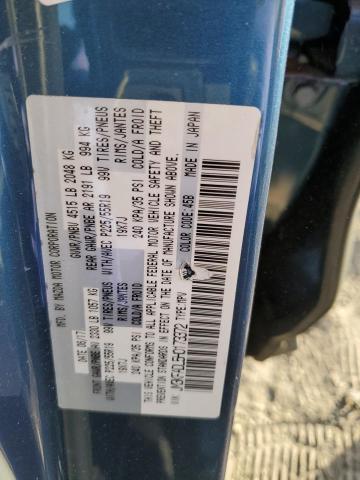 MFD. BY MAZDA MOTOR CORPORATION
DATE 06/17
GVWR/PNBV 4515 LB 2048 KG
FRONT GAWR/PNBE AV 2330 LB 1057 KG
REAR GAWR/PNBE AR 2191 LB 994 KG
WITH/AVEC P225/55R19 99V TIRES/PNEUS
WITH/AVEC P225/55R19 99V TIRES/PNEUS
19X7J RIMS/JANTES
19X7J RIMS/JANTES
240 KPA/35 PSI COLD/A FROID
240 KPA/35 PSI COLD/A FROID
THIS VEHICLE CONFORMS TO ALL APPLICABLE FEDERAL MOTOR VEHICLE SAFETY AND THEFT
PREVENTION STANDARDS IN EFFECT ON THE DATE OF MANUFACTURE SHOWN ABOVE.
MADE IN JAPAN
TYPE:MPV COLOR CODE:45B